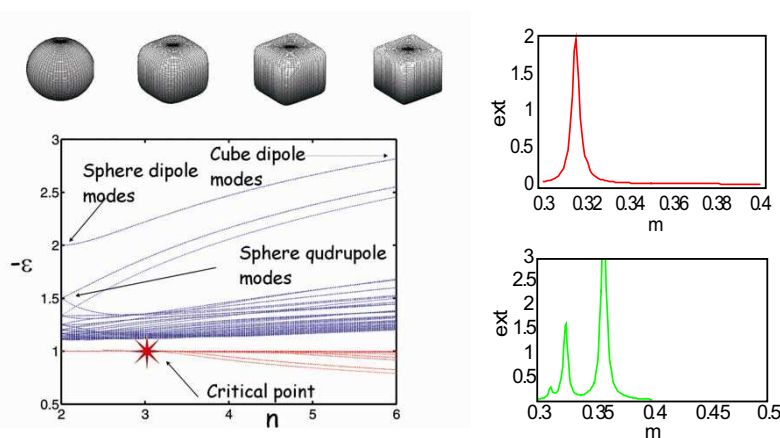 3
2.5
2
1.5
1
0.5
-ε
Sphere dipole
modes
Cube dipole
modes
Sphere qudrupole
modes
Critical point
2
3
4
5
6
n
2
1.5
1
0.5
0
ext
0.3
0.32
0.34
0.36
0.38
0.4
m
3
2.5
2
1.5
1
0.5
ext
0.3
0.35
0.4
0.45
0.5
m